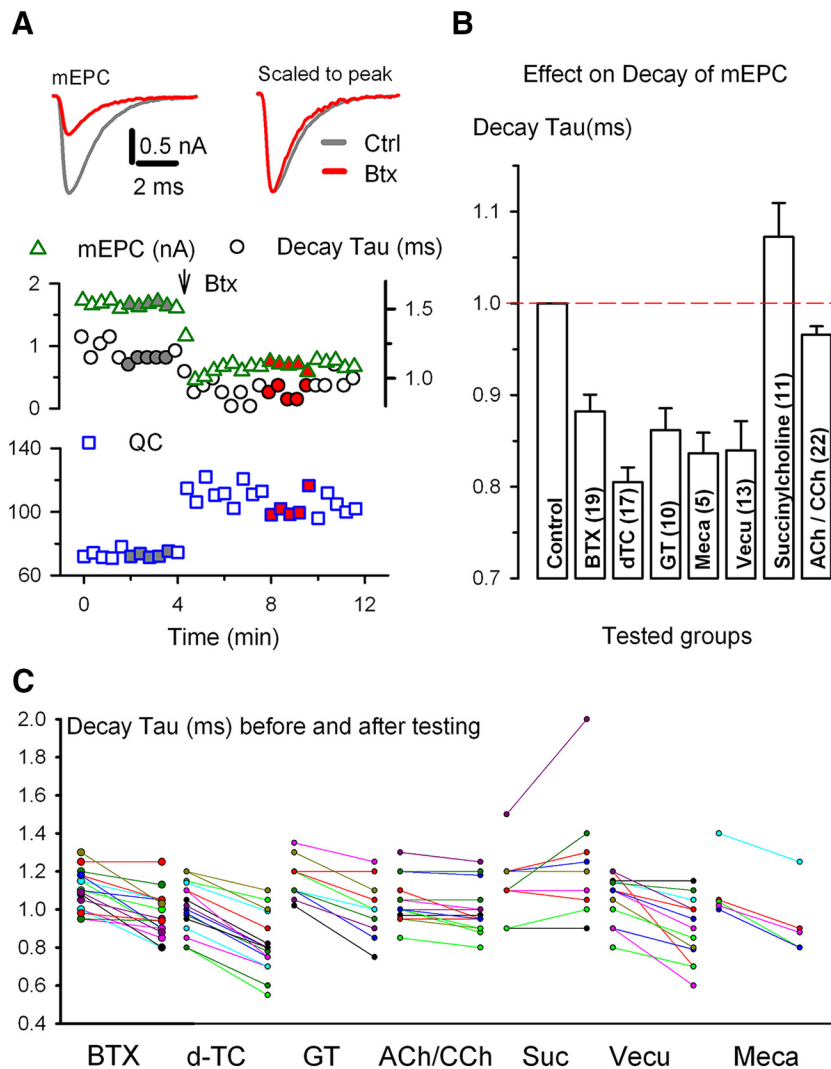 A
mEPC
Scaled to peak
0.5 nA
2 ms
Ctrl
Btx
mEPC (nA)
Decay Tau (ms)
Btx
2
1
0
1.5
1.0
QC
140
100
60
0 4 8 12
Time (min)
B
Effect on Decay of mEPC
Decay Tau(ms)
1.1
1.0
0.9
0.8
0.7
Control
BTX (19)
dTC (17)
GT (10)
Meca (5)
Vecu (13)
Succinylcholine (11)
ACh / CCh (22)
Tested groups
C
Decay Tau (ms) before and after testing
2.0
1.8
1.6
1.4
1.2
1.0
0.8
0.6
0.4
BTX d-TC GT ACh/CCh Suc Vecu Meca